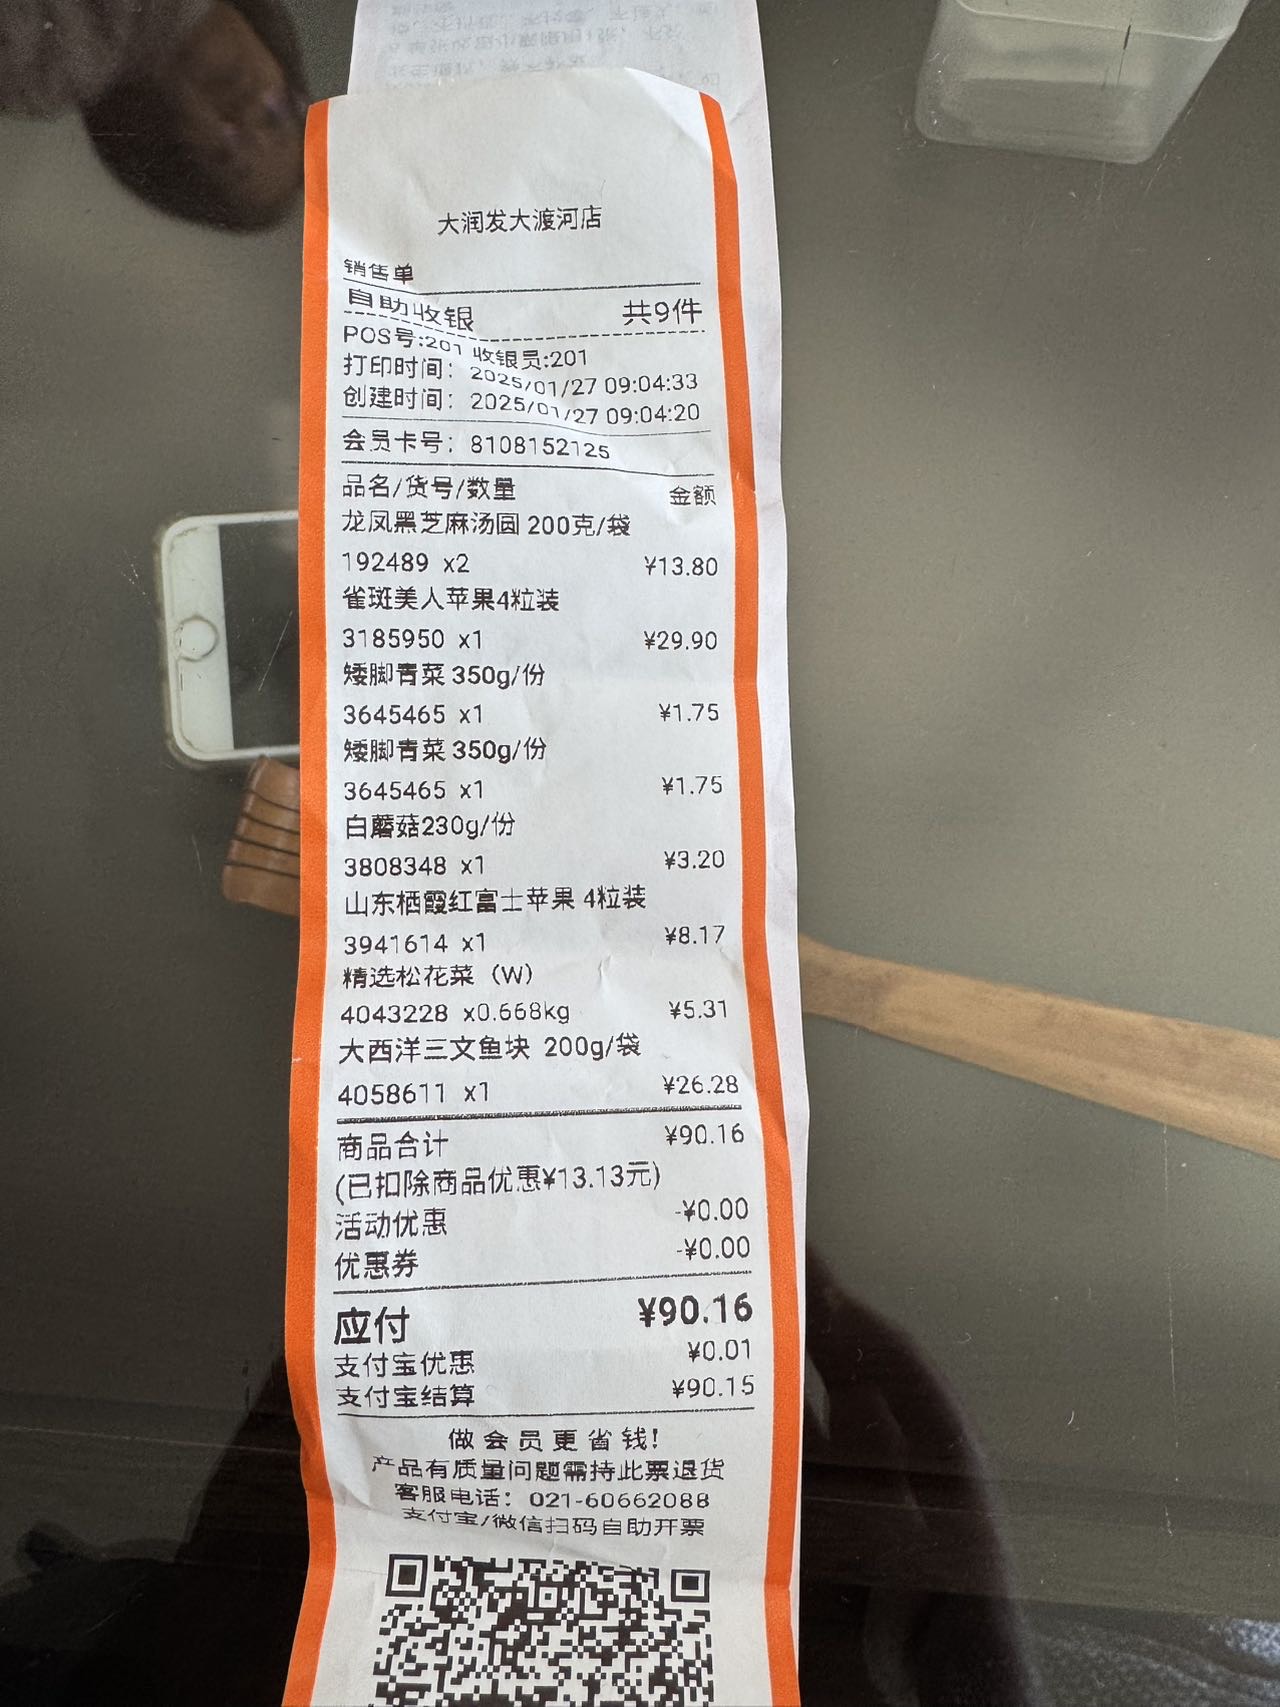 大润发大渡河店
销售单
自助收银 共9件
POS号:201 收银员:201
打印时间: 2025/01/27 09:04:33
创建时间: 2025/01/27 09:04:20
会员卡号: 8108152125
品名/货号/数量 金额
龙凤黑芝麻汤圆 200克/袋
192489 x2 ¥13.80
雀斑美人苹果4粒装
3185950 x1 ¥29.90
矮脚青菜 350g/份
3645465 x1 ¥1.75
矮脚青菜 350g/份
3645465 x1 ¥1.75
白蘑菇230g/份
3808348 x1 ¥3.20
山东栖霞红富士苹果 4粒装
3941614 x1 ¥8.17
精选松花菜（W）
4043228 x0.668kg ¥5.31
大西洋三文鱼块 200g/袋
4058611 x1 ¥26.28
商品合计 ¥90.16
(已扣除商品优惠¥13.13元)
活动优惠 -¥0.00
优惠券 -¥0.00
应付 ¥90.16
支付宝优惠 ¥0.01
支付宝结算 ¥90.15
做会员更省钱!
产品有质量问题需持此票退货
客服电话: 021-60662088
支付宝/微信扫码自助开票